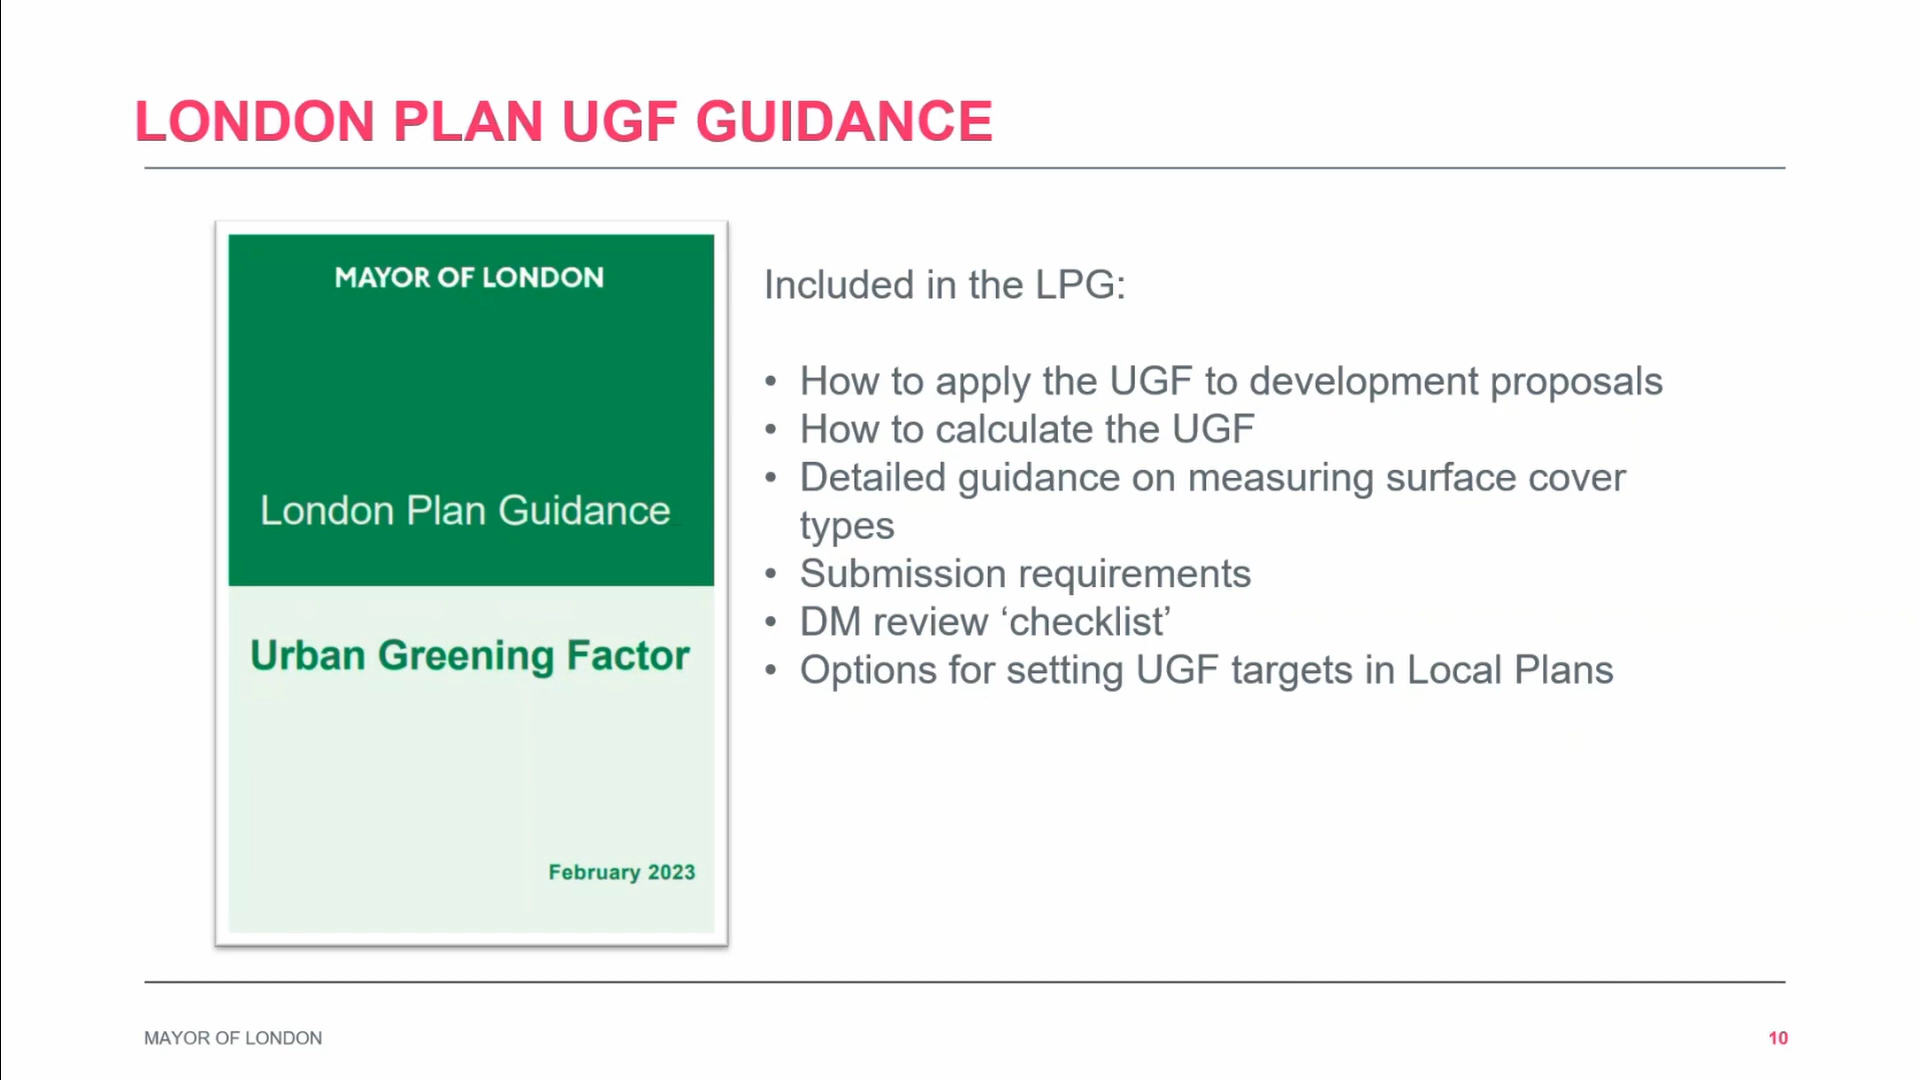 LONDON PLAN UGF GUIDANCE
MAYOR OF LONDON
London Plan Guidance
Urban Greening Factor
February 2023
Included in the LPG:
• How to apply the UGF to development proposals
• How to calculate the UGF
• Detailed guidance on measuring surface cover
types
• Submission requirements
• DM review ‘checklist’
• Options for setting UGF targets in Local Plans
MAYOR OF LONDON
10